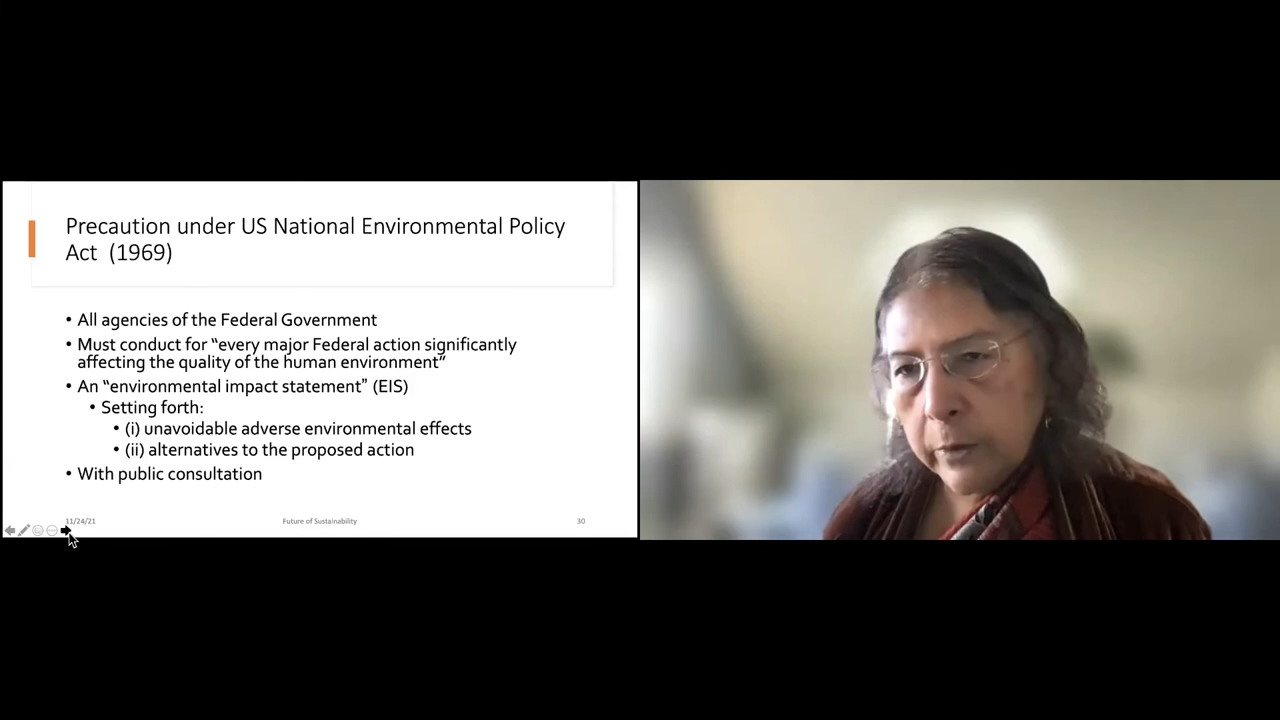 Precaution under US National Environmental Policy
Act (1969)
• All agencies of the Federal Government
• Must conduct for “every major Federal action significantly
affecting the quality of the human environment”
• An “environmental impact statement” (EIS)
• Setting forth:
• (i) unavoidable adverse environmental effects
• (ii) alternatives to the proposed action
• With public consultation
11/24/21
Future of Sustainability
30